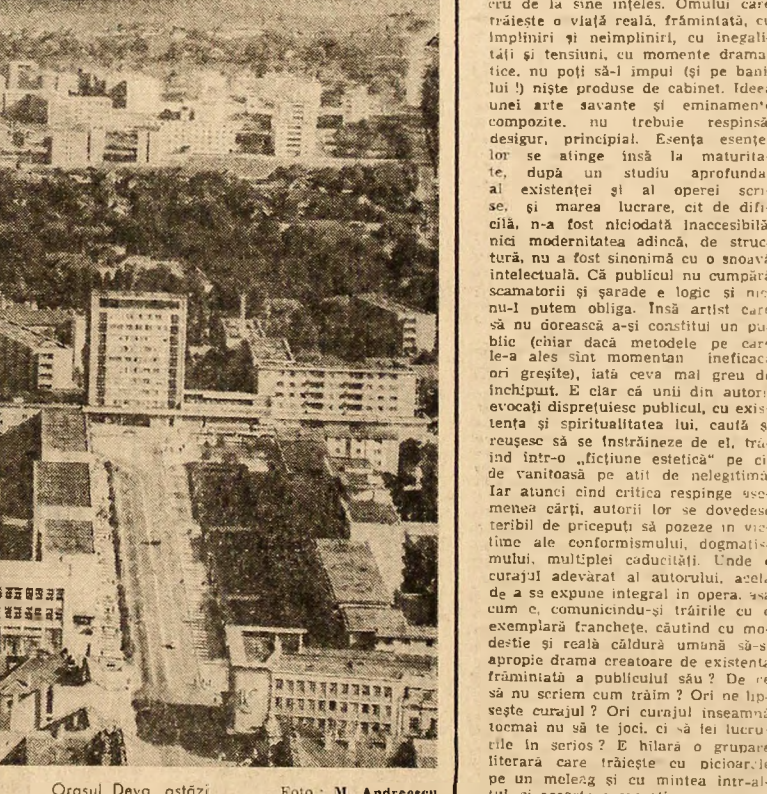 Orașul Deva astăzi
Foto : M. Andreescu
cru de la sine înțeles. Omului care
trăiește o viață reală, frămîntată, cu
împliniri și neîmpliniri, cu inegali-
tăți și tensiuni, cu momente drama-
tice, nu poți să-i impui (și pe banii
lui !) niște produse de cabinet. Ideea
unei arte savante și eminamente
compozite, nu trebuie respinsă
desigur, principial. Esența esențe-
lor se atinge însă la maturita-
te, după un studiu aprofundat
al existenței și al operei scri-
se, și marea lucrare, cît de difi-
cilă, n-a fost niciodată inaccesibilă
nici modernitatea adîncă, de struc-
tură, nu a fost sinonimă cu o snoavă
intelectuală. Că publicul nu cumpără
scamatorii și șarade e logic și nici
nu-l putem obliga. Însă artist care
să nu dorească a-și constitui un pu-
blic (chiar dacă metodele pe care
le-a ales sînt momentan ineficace
ori greșite), iată ceva mai greu de
închipuit. E clar că unii din autorii
evocați disprețuiesc publicul, cu exis-
tența și spiritualitatea lui, caută și
reușesc să se înstrăineze de el, tră-
ind într-o „ficțiune estetică“ pe cît
de vanitoasă pe atît de nelegitimă
Iar atunci cînd critica respinge ase-
menea cărți, autorii lor se dovedesc
teribil de pricepuți să pozeze în vic-
time ale conformismului, dogmatis-
mului, multiplei caducități. Unde e
curajul adevărat al autorului, acela
de a se expune integral în opera, așa
cum e, comunicîndu-și trăirile cu o
exemplară franchețe, căutînd cu mo-
destie și reală căldură umană să-și
apropie drama creatoare de existența
frămîntată a publicului său ? De ce
să nu scriem cum trăim ? Ori ne lip-
sește curajul ? Ori curajul înseamnă
tocmai nu să te joci, ci să iei lucru-
rile în serios ? E hilară o grupare
literară care trăiește cu picioarele
pe un meleag și cu mintea într-al-